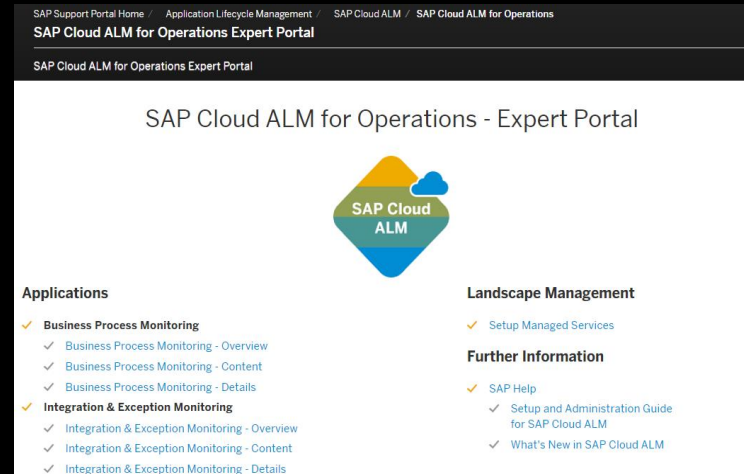 SAP Support Portal Home / Application Lifecycle Management / SAP Cloud ALM / SAP Cloud ALM for Operations
SAP Cloud ALM for Operations Expert Portal
SAP Cloud ALM for Operations Expert Portal
SAP Cloud ALM for Operations - Expert Portal
SAP Cloud
ALM
Applications
Business Process Monitoring
Business Process Monitoring - Overview
Business Process Monitoring - Content
Business Process Monitoring - Details
Integration & Exception Monitoring
Integration & Exception Monitoring - Overview
Integration & Exception Monitoring - Content
Integration & Exception Monitoring - Details
Landscape Management
Setup Managed Services
Further Information
SAP Help
Setup and Administration Guide
for SAP Cloud ALM
What's New in SAP Cloud ALM